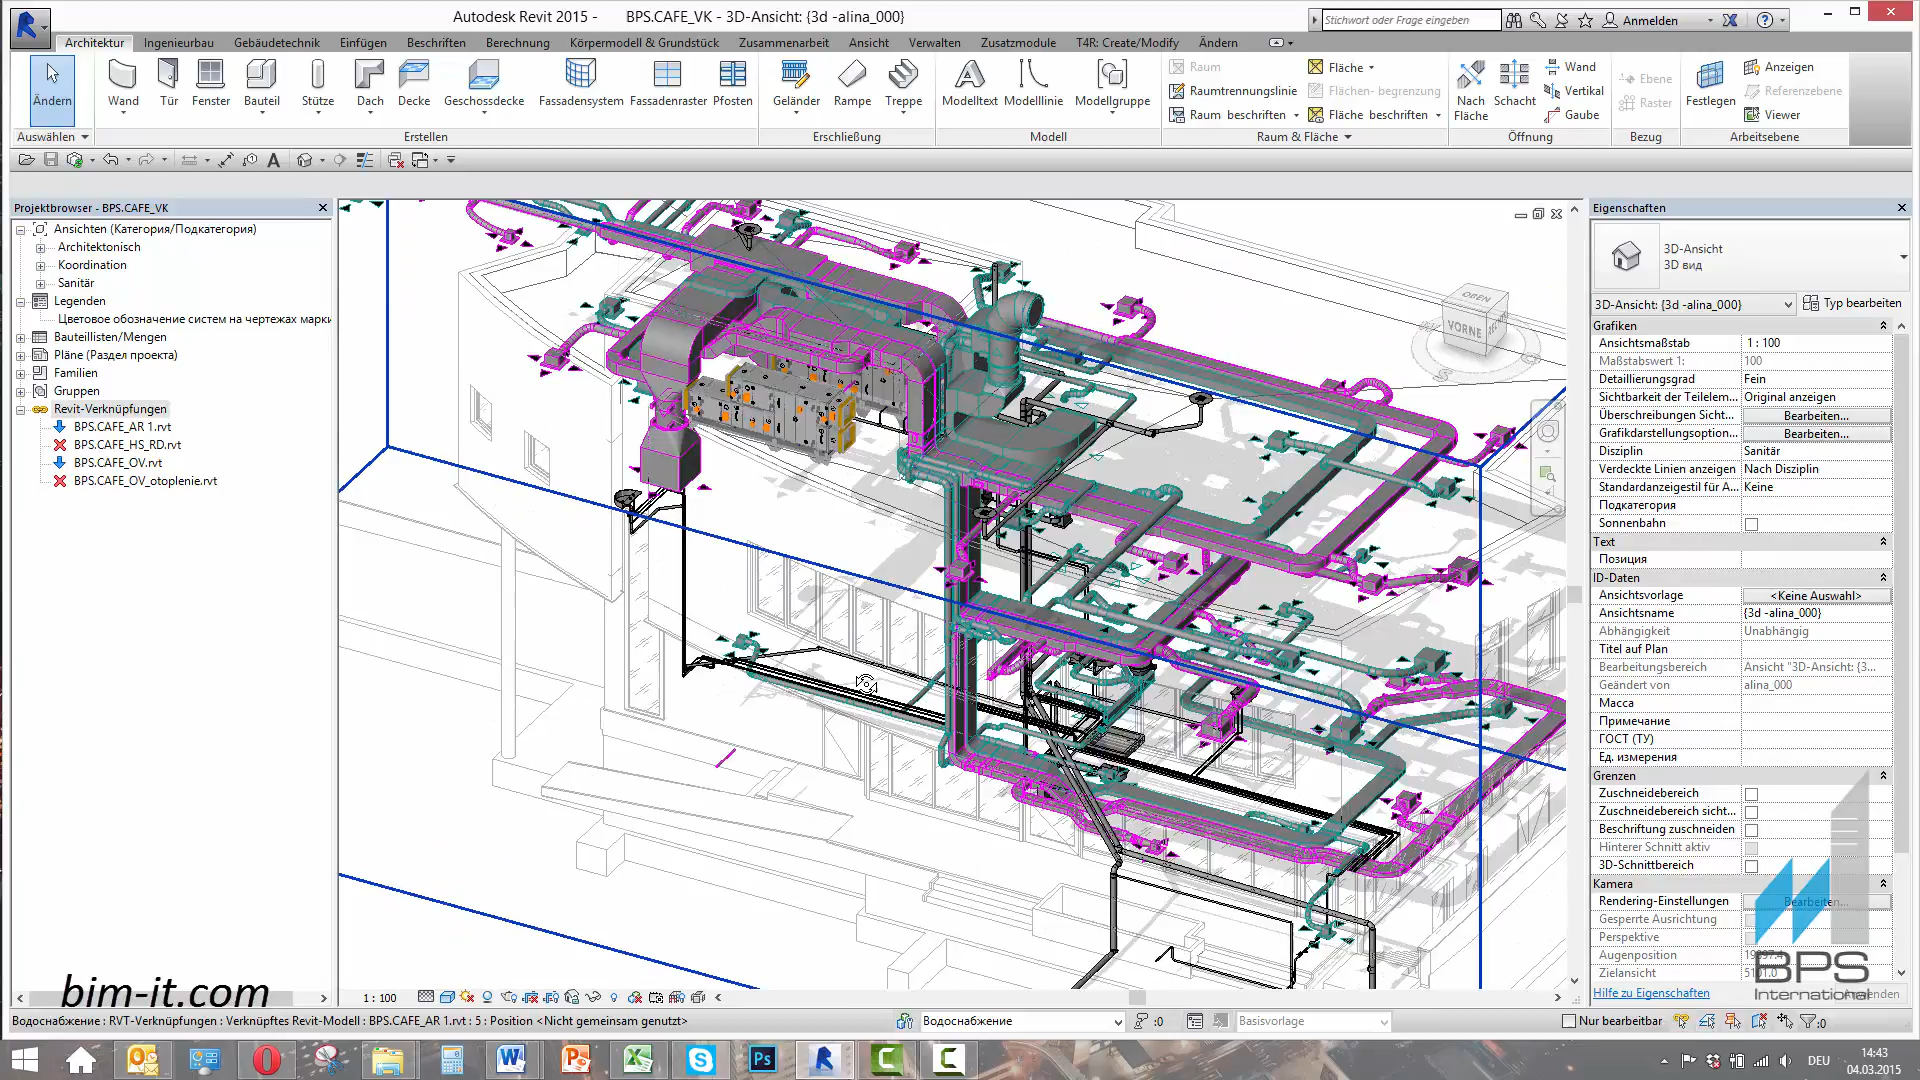 Autodesk Revit 2015 - BPS.CAFE_VK - 3D-Ansicht: {3d -alina_000}
Stichwort oder Frage eingeben
Anmelden
Architektur Ingenieurbau Gebäudetechnik Einfügen Beschriften Berechnung Körpermodell & Grundstück Zusammenarbeit Ansicht Verwalten Zusatzmodule T4R: Create/Modify Ändern
Ändern Wand Tür Fenster Bauteil Stütze Dach Decke Geschossdecke Fassadensystem Fassadenraster Pfosten Geländer Rampe Treppe Modelltext Modelllinie Modellgruppe
Raum Fläche
Raumtrennungslinie Flächen- begrenzung
Raum beschriften Fläche beschriften
Nach Fläche Schacht
Wand
Vertikal
Gaube
Ebene
Raster
Festlegen
Anzeigen
Referenzebene
Viewer
Auswählen Erstellen Erschließung Modell Raum & Fläche Öffnung Bezug Arbeitsebene
Projektbrowser - BPS.CAFE_VK
Ansichten (Категория/Подкатегория)
Architektonisch
Koordination
Sanitär
Legenden
Цветовое обозначение систем на чертежах марки
Bauteillisten/Mengen
Pläne (Раздел проекта)
Familien
Gruppen
Revit-Verknüpfungen
BPS.CAFE_AR 1.rvt
BPS.CAFE_HS_RD.rvt
BPS.CAFE_OV.rvt
BPS.CAFE_OV_otoplenie.rvt
bim-it.com
OBEN
VORNE
Eigenschaften
3D-Ansicht
3D вид
3D-Ansicht: {3d -alina_000} Typ bearbeiten
Grafiken
Ansichtsmaßstab 1 : 100
Maßstabswert 1: 100
Detaillierungsgrad Fein
Sichtbarkeit der Teilelem... Original anzeigen
Überschreibungen Sicht... Bearbeiten...
Grafikdarstellungsoption... Bearbeiten...
Disziplin Sanitär
Verdeckte Linien anzeigen Nach Disziplin
Standardanzeigestil für A... Keine
Подкатегория
Sonnenbahn
Text
Позиция
ID-Daten
Ansichtsvorlage <Keine Auswahl>
Ansichtsname {3d -alina_000}
Abhängigkeit Unabhängig
Titel auf Plan
Bearbeitungsbereich Ansicht "3D-Ansicht: {3...
Geändert von alina_000
Масса
Примечание
ГОСТ (ТУ)
Ед. измерения
Grenzen
Zuschneidebereich
Zuschneidebereich sicht...
Beschriftung zuschneiden
Hinterer Schnitt aktiv
3D-Schnittbereich
Kamera
Rendering-Einstellungen Bearbeiten...
Gesperrte Ausrichtung
Perspektive
Augenposition
Zielansicht
Hilfe zu Eigenschaften
BPS
International
1 : 100
Водоснабжение : RVT-Verknüpfungen : Verknüpftes Revit-Modell : BPS.CAFE_AR 1.rvt : 5 : Position <Nicht gemeinsam genutzt>
Водоснабжение :0 Basisvorlage Nur bearbeitbar :0
DEU
14:43
04.03.2015